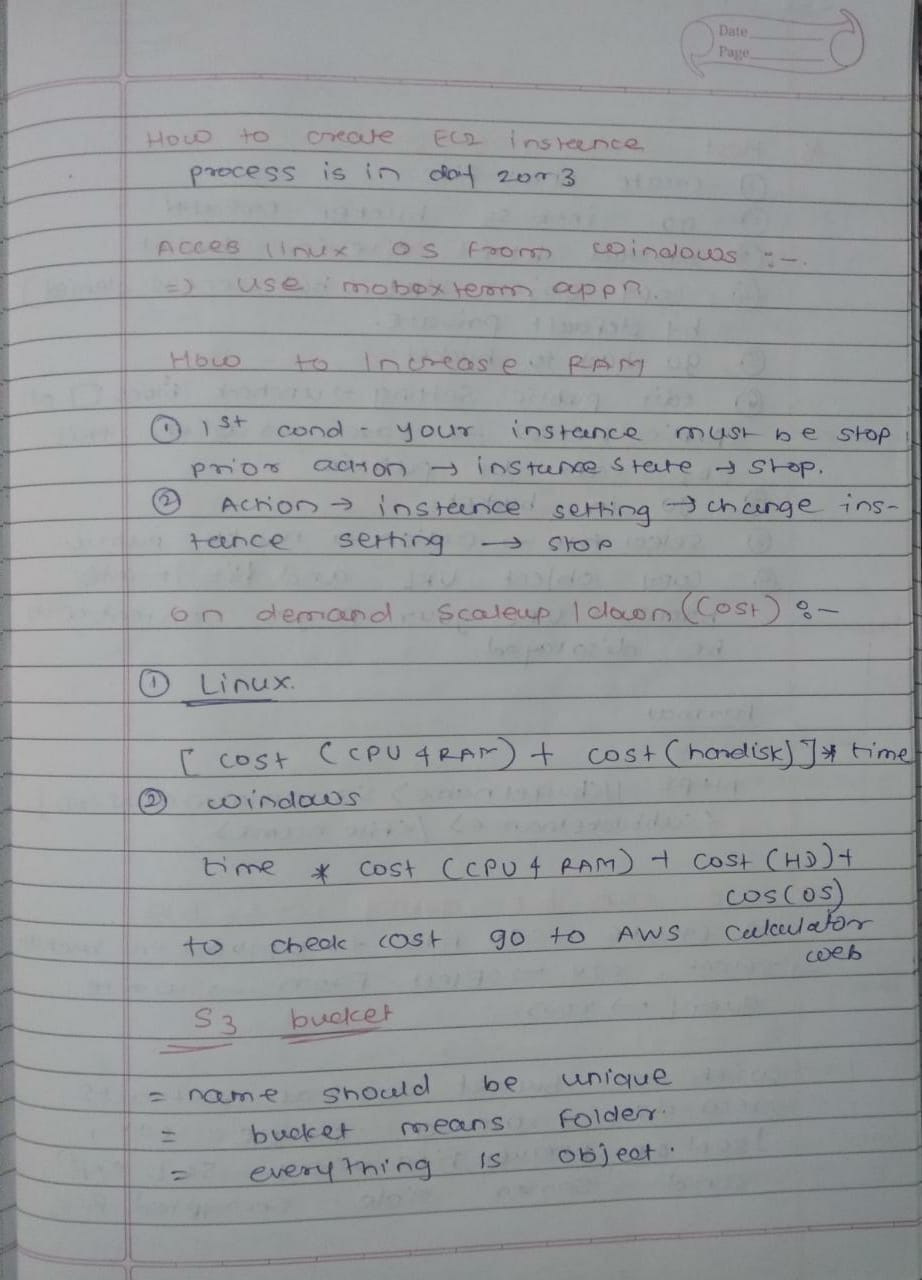 Date
Page
How to create EC2 instance
process is in day 2 or 3
Acces linux OS from windows :-
=> use mobaxterm appn.
How to Increase RAM
① 1st cond - your instance must be stop
prior action → instance state → stop.
② Action → instance setting → change ins-
tance setting → stop
on demand scaleup / down (cost) :-
① Linux.
[ cost (CPU & RAM) + cost (hardisk) ] * time
② windows
time * cost (CPU & RAM) + cost (HD) +
cos(OS)
to check cost go to AWS calculator
web
S3 bucket
= name should be unique
= bucket means Folder.
= everything is object.